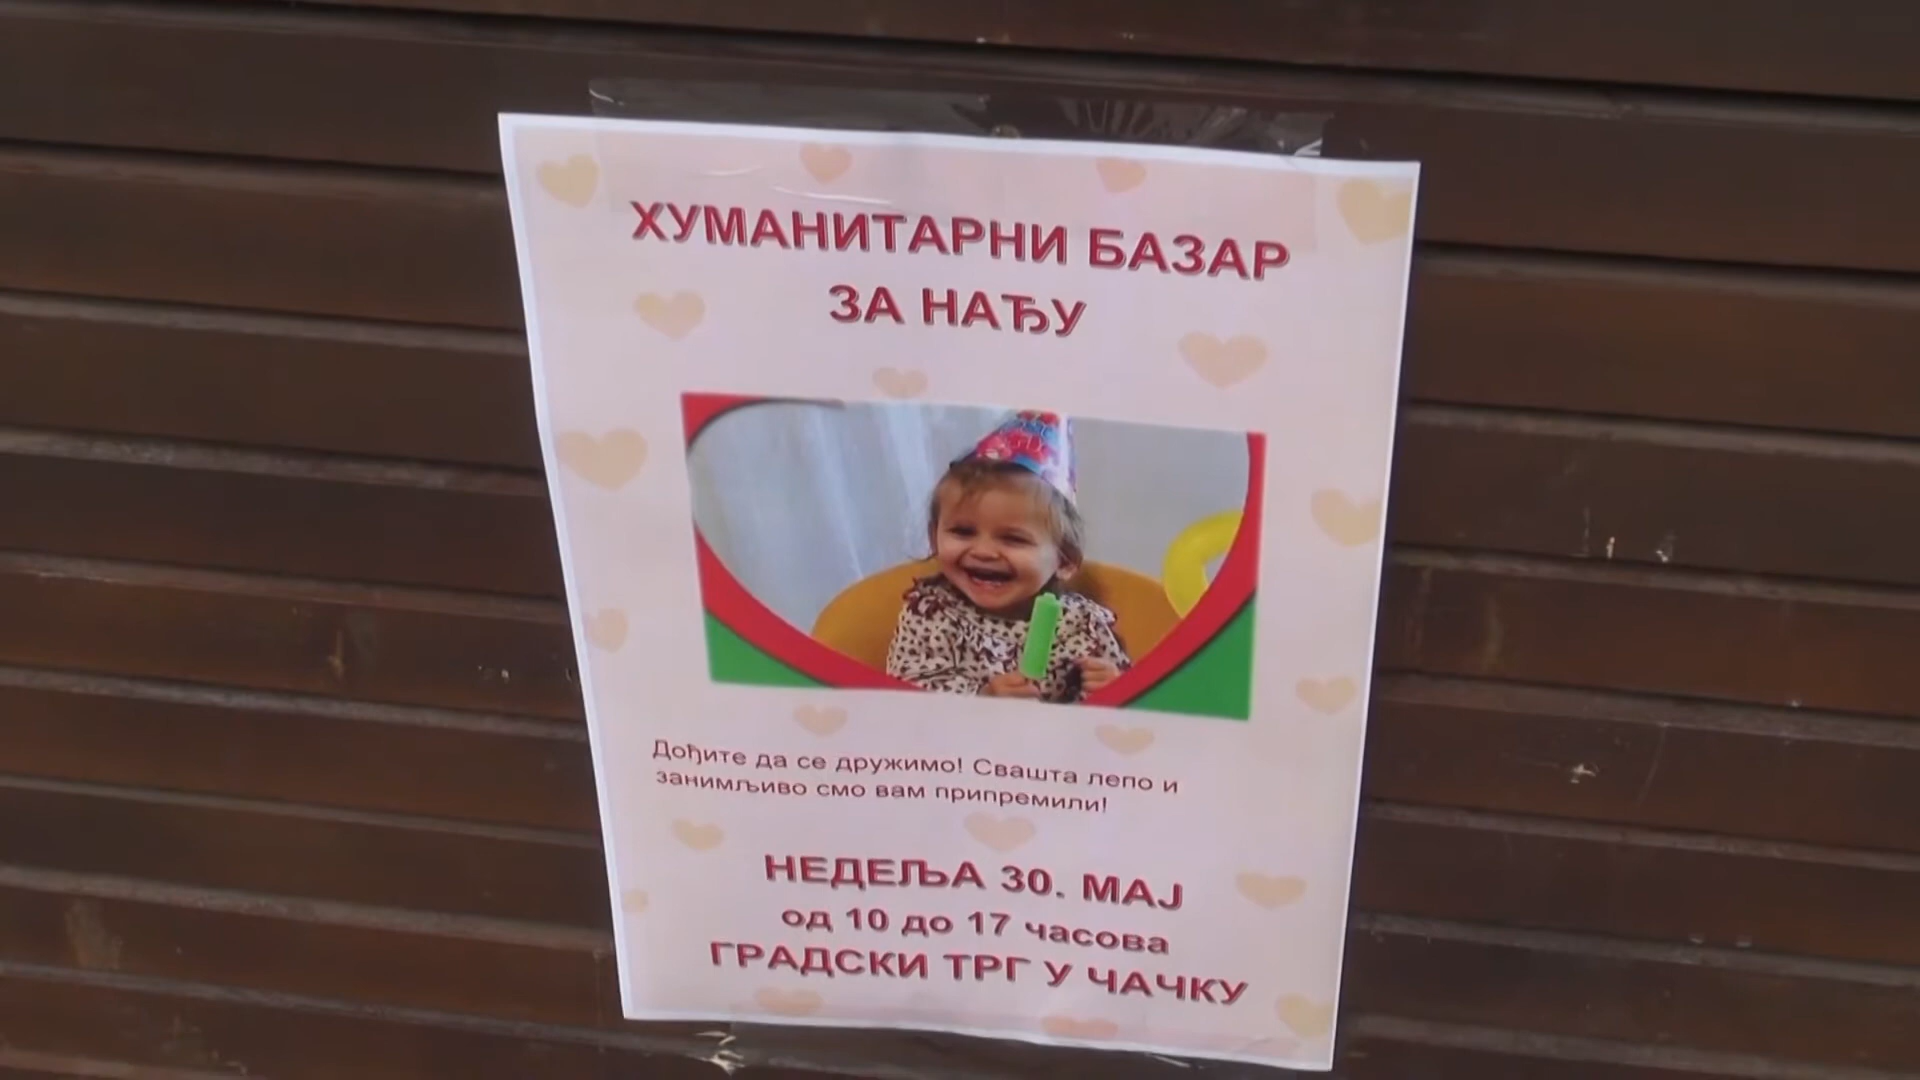 ХУМАНИТАРНИ БАЗАР
ЗА НАЂУ
Дођите да се дружимо! Свашта лепо и
занимљиво смо вам припремили!
НЕДЕЉА 30. МАЈ
од 10 до 17 часова
ГРАДСКИ ТРГ У ЧАЧКУ